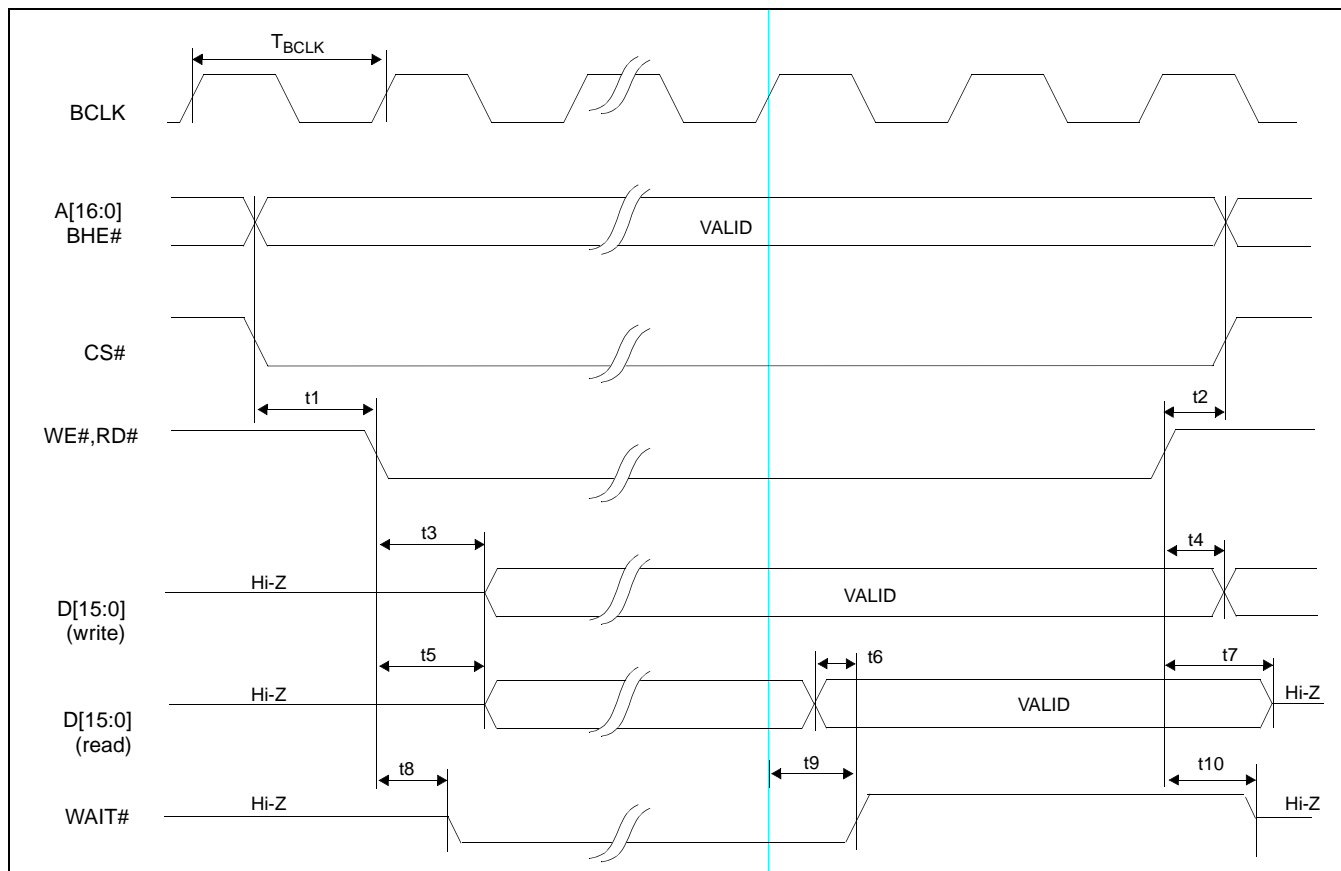 T_BCLK
BCLK
A[16:0]
BHE#
VALID
CS#
t1
t2
WE#,RD#
t3
t4
Hi-Z
VALID
D[15:0]
(write)
t5
t6
t7
Hi-Z
VALID
Hi-Z
D[15:0]
(read)
t8
t9
t10
Hi-Z
Hi-Z
WAIT#